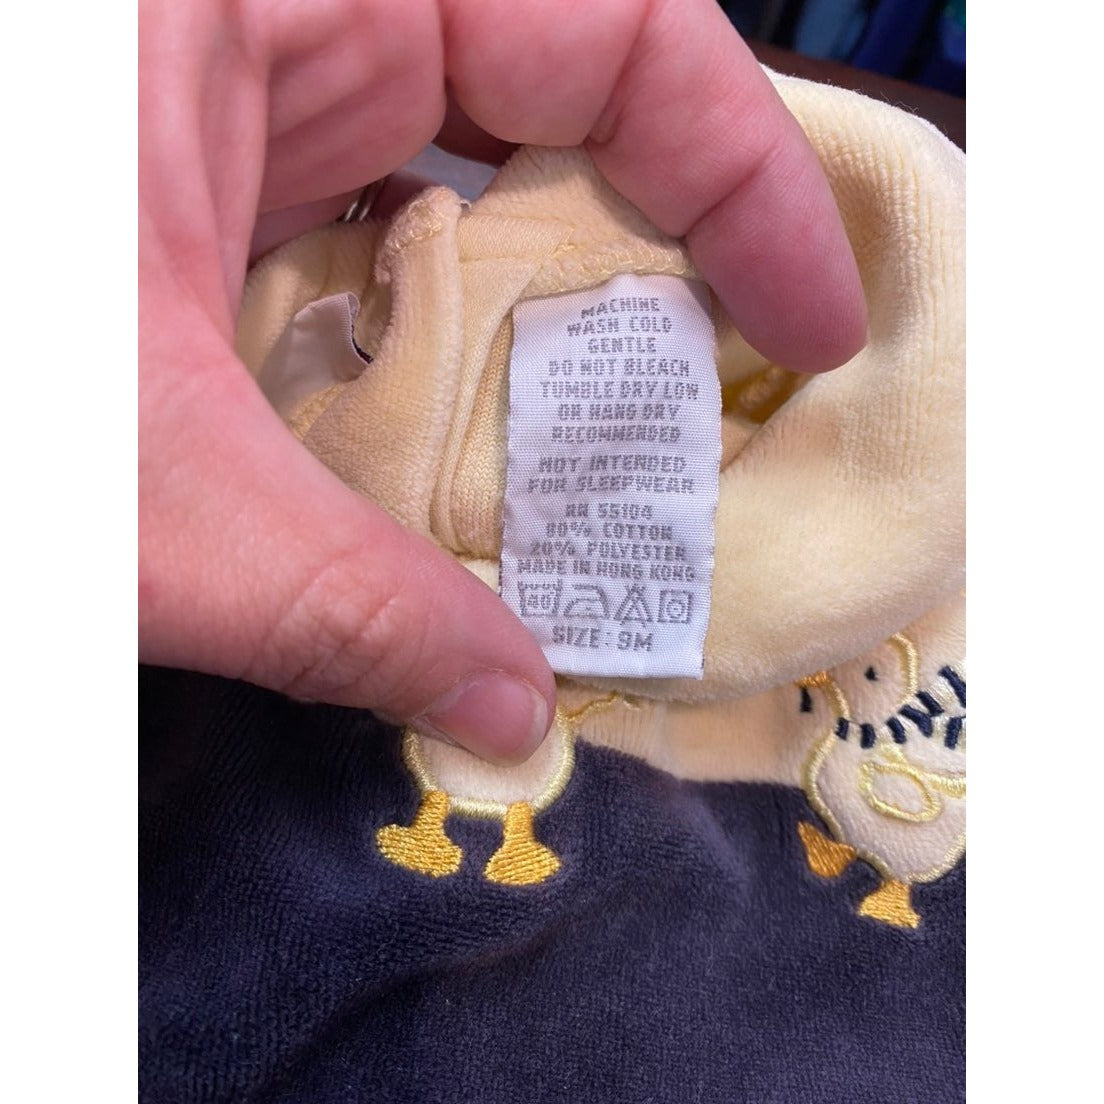 MACHINE
WASH COLD
GENTLE
DO NOT BLEACH
TUMBLE DRY LOW
OR HANG DRY
RECOMMENDED
NOT INTENDED
FOR SLEEPWEAR
RN 55104
80% COTTON
20% POLYESTER
MADE IN HONG KONG
40
SIZE: 9M